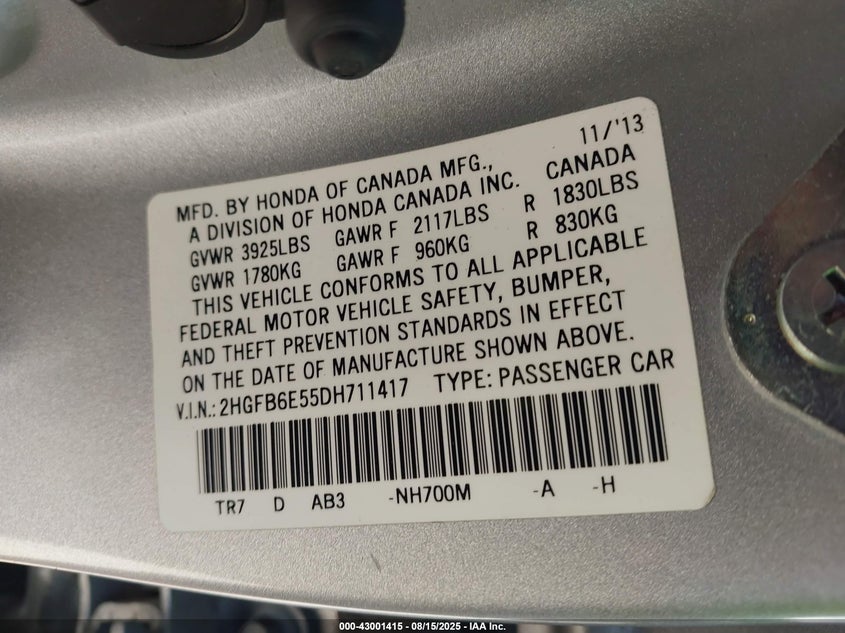 11/'13
MFD. BY HONDA OF CANADA MFG.,
A DIVISION OF HONDA CANADA INC. CANADA
GVWR 3925LBS GAWR F 2117LBS R 1830LBS
GVWR 1780KG GAWR F 960KG R 830KG
THIS VEHICLE CONFORMS TO ALL APPLICABLE
FEDERAL MOTOR VEHICLE SAFETY, BUMPER,
AND THEFT PREVENTION STANDARDS IN EFFECT
ON THE DATE OF MANUFACTURE SHOWN ABOVE.
V.I.N.: 2HGFB6E55DH711417 TYPE: PASSENGER CAR
TR7 D AB3 -NH700M -A -H
000-43001415 - 08/15/2025 - IAA Inc.